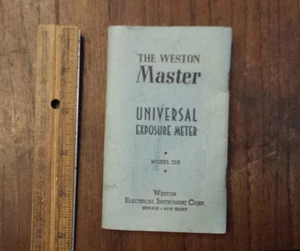 THE WESTON
Master
UNIVERSAL
EXPOSURE METER
MODEL 715
WESTON
ELECTRICAL INSTRUMENT CORP.
NEWARK - NEW JERSEY